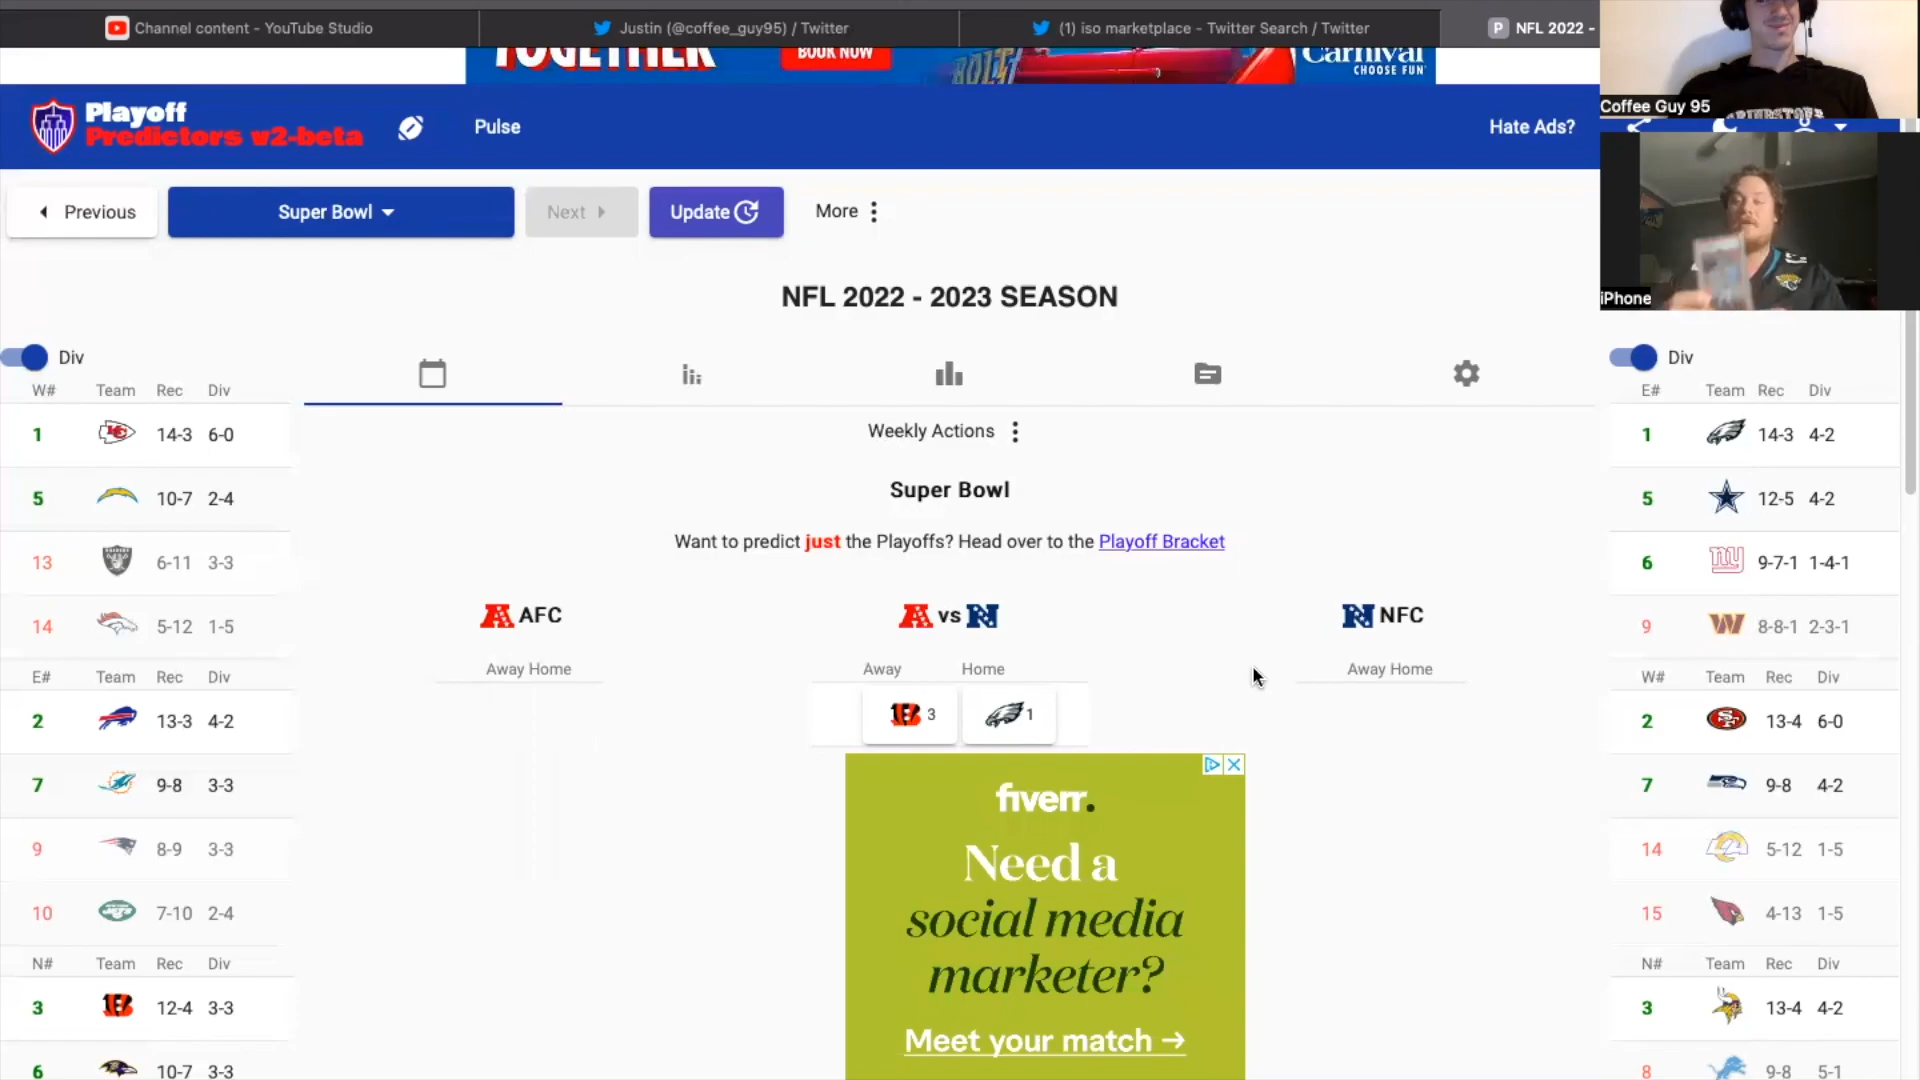 Channel content - YouTube Studio
Justin (@coffee_guy95) / Twitter
(1) iso marketplace - Twitter Search / Twitter
P NFL 2022 -
TOGETHER
BOOK NOW
BOLT
Carnival
CHOOSE FUN
Playoff
Predictors v2-beta
Pulse
Hate Ads?
Coffee Guy 95
iPhone
Previous
Super Bowl
Next
Update
More
NFL 2022 - 2023 SEASON
Div
W# Team Rec Div
1 14-3 6-0
5 10-7 2-4
13 RAIDERS 6-11 3-3
14 5-12 1-5
E# Team Rec Div
2 13-3 4-2
7 9-8 3-3
9 8-9 3-3
10 JETS 7-10 2-4
N# Team Rec Div
3 12-4 3-3
6 10-7 3-3
Weekly Actions
Super Bowl
Want to predict just the Playoffs? Head over to the Playoff Bracket
A AFC
Away Home
A vs N
Away Home
3 1
N NFC
Away Home
fiverr.
Need a
social media
marketer?
Meet your match →
Div
E# Team Rec Div
1 14-3 4-2
5 12-5 4-2
6 ny 9-7-1 1-4-1
9 W 8-8-1 2-3-1
W# Team Rec Div
2 SF 13-4 6-0
7 9-8 4-2
14 5-12 1-5
15 4-13 1-5
N# Team Rec Div
3 13-4 4-2
8 9-8 5-1